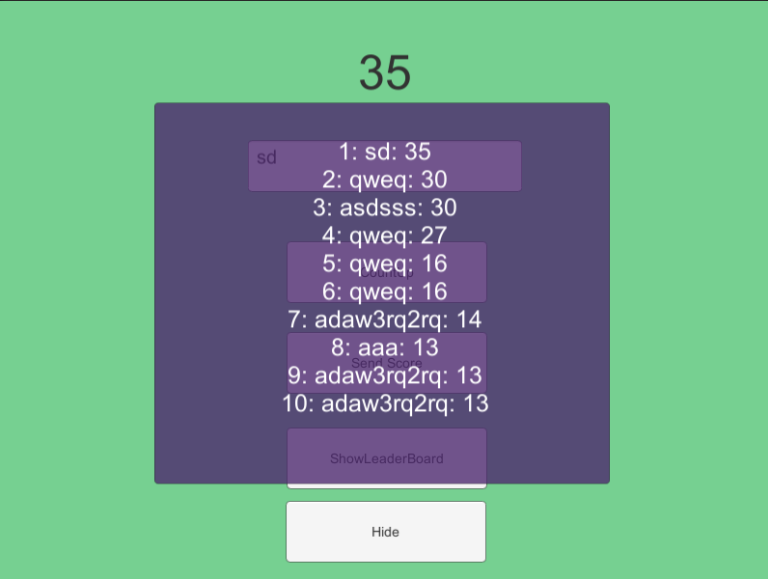 35
sd
1: sd: 35
2: qweq: 30
3: asdsss: 30
4: qweq: 27
5: qweq: 16
6: qweq: 16
7: adaw3rq2rq: 14
8: aaa: 13
Send Score
9: adaw3rq2rq: 13
10: adaw3rq2rq: 13
ShowLeaderBoard
Hide